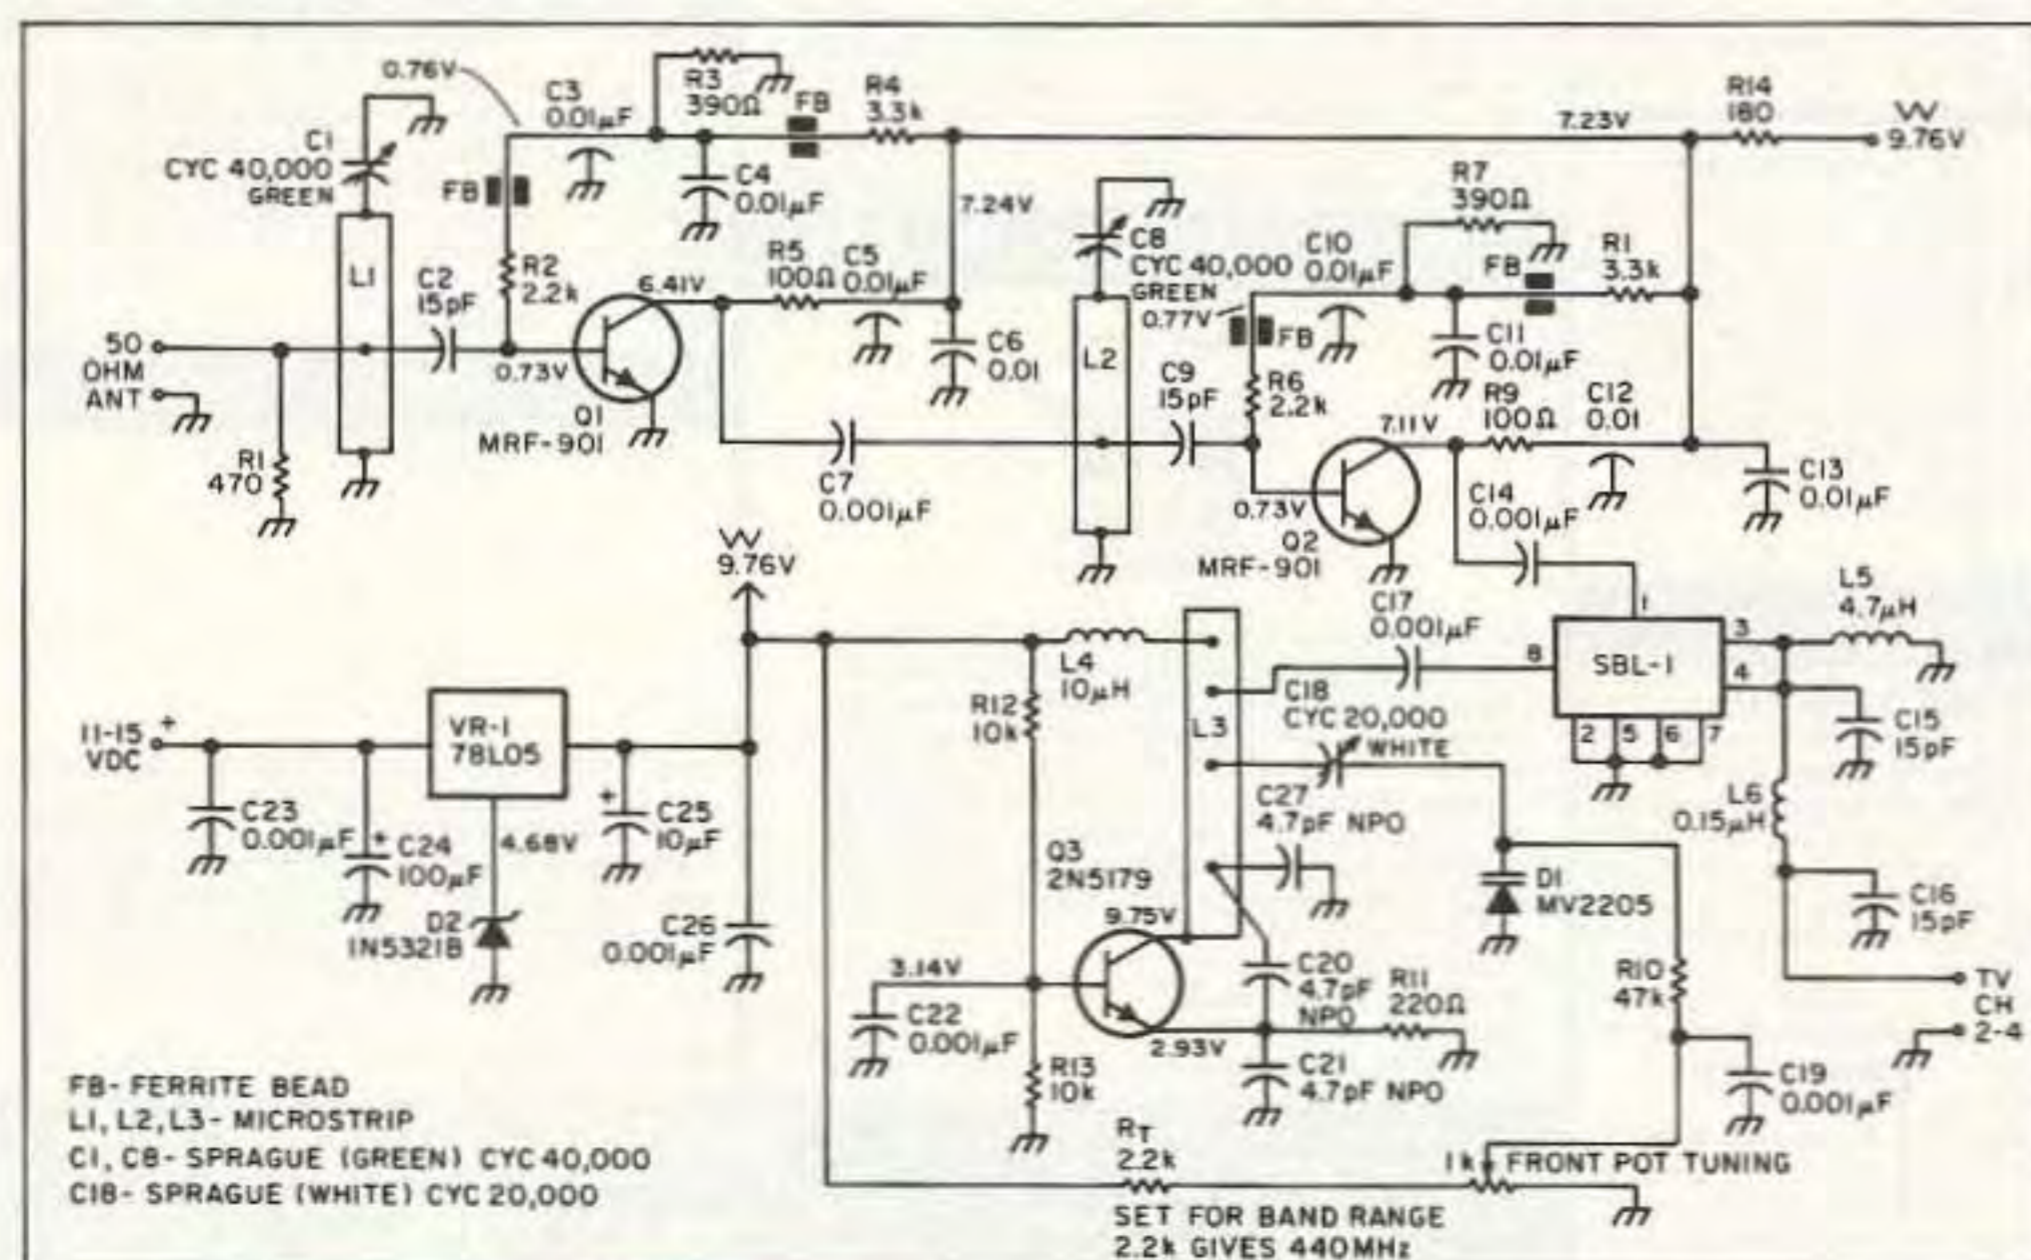 0.76V
C3
0.01µF
R3
390Ω
FB
R4
3.3k
7.23V
R14
180
W
9.76V
C1
CYC 40,000
GREEN
FB
C4
0.01µF
7.24V
R7
390Ω
L1
C2
15pF
R2
2.2k
6.41V
R5
100Ω
C5
0.01µF
C8
CYC 40,000
GREEN
0.77V
C10
0.01µF
FB
R1
3.3k
50
OHM
ANT
0.73V
Q1
MRF-901
C6
0.01
L2
FB
C11
0.01µF
C9
15pF
R6
2.2k
R9
100Ω
C12
0.01
7.11V
R1
470
C7
0.001µF
0.73V
Q2
MRF-901
C14
0.001µF
C13
0.01µF
W
9.76V
C17
0.001µF
1
L5
4.7µH
L4
10µH
8
SBL-1
3
4
R12
10k
L3
C18
CYC 20,000
WHITE
2 5 6 7
C15
15pF
11-15
VDC
+
VR-1
78L05
C23
0.001µF
+
C24
100µF
4.68V
+
C25
10µF
C27
4.7pF NPO
L6
0.15µH
Q3
2N5179
9.75V
D1
MV2205
C16
15pF
D2
1N5321B
C26
0.001µF
3.14V
C20
4.7pF
NPO
R11
220Ω
R10
47k
TV
CH
2-4
C22
0.001µF
2.93V
R13
10k
C21
4.7pF NPO
C19
0.001µF
FB- FERRITE BEAD
L1, L2, L3- MICROSTRIP
C1, C8- SPRAGUE (GREEN) CYC 40,000
C18- SPRAGUE (WHITE) CYC 20,000
RT
2.2k
1k
FRONT POT TUNING
SET FOR BAND RANGE
2.2k GIVES 440MHz